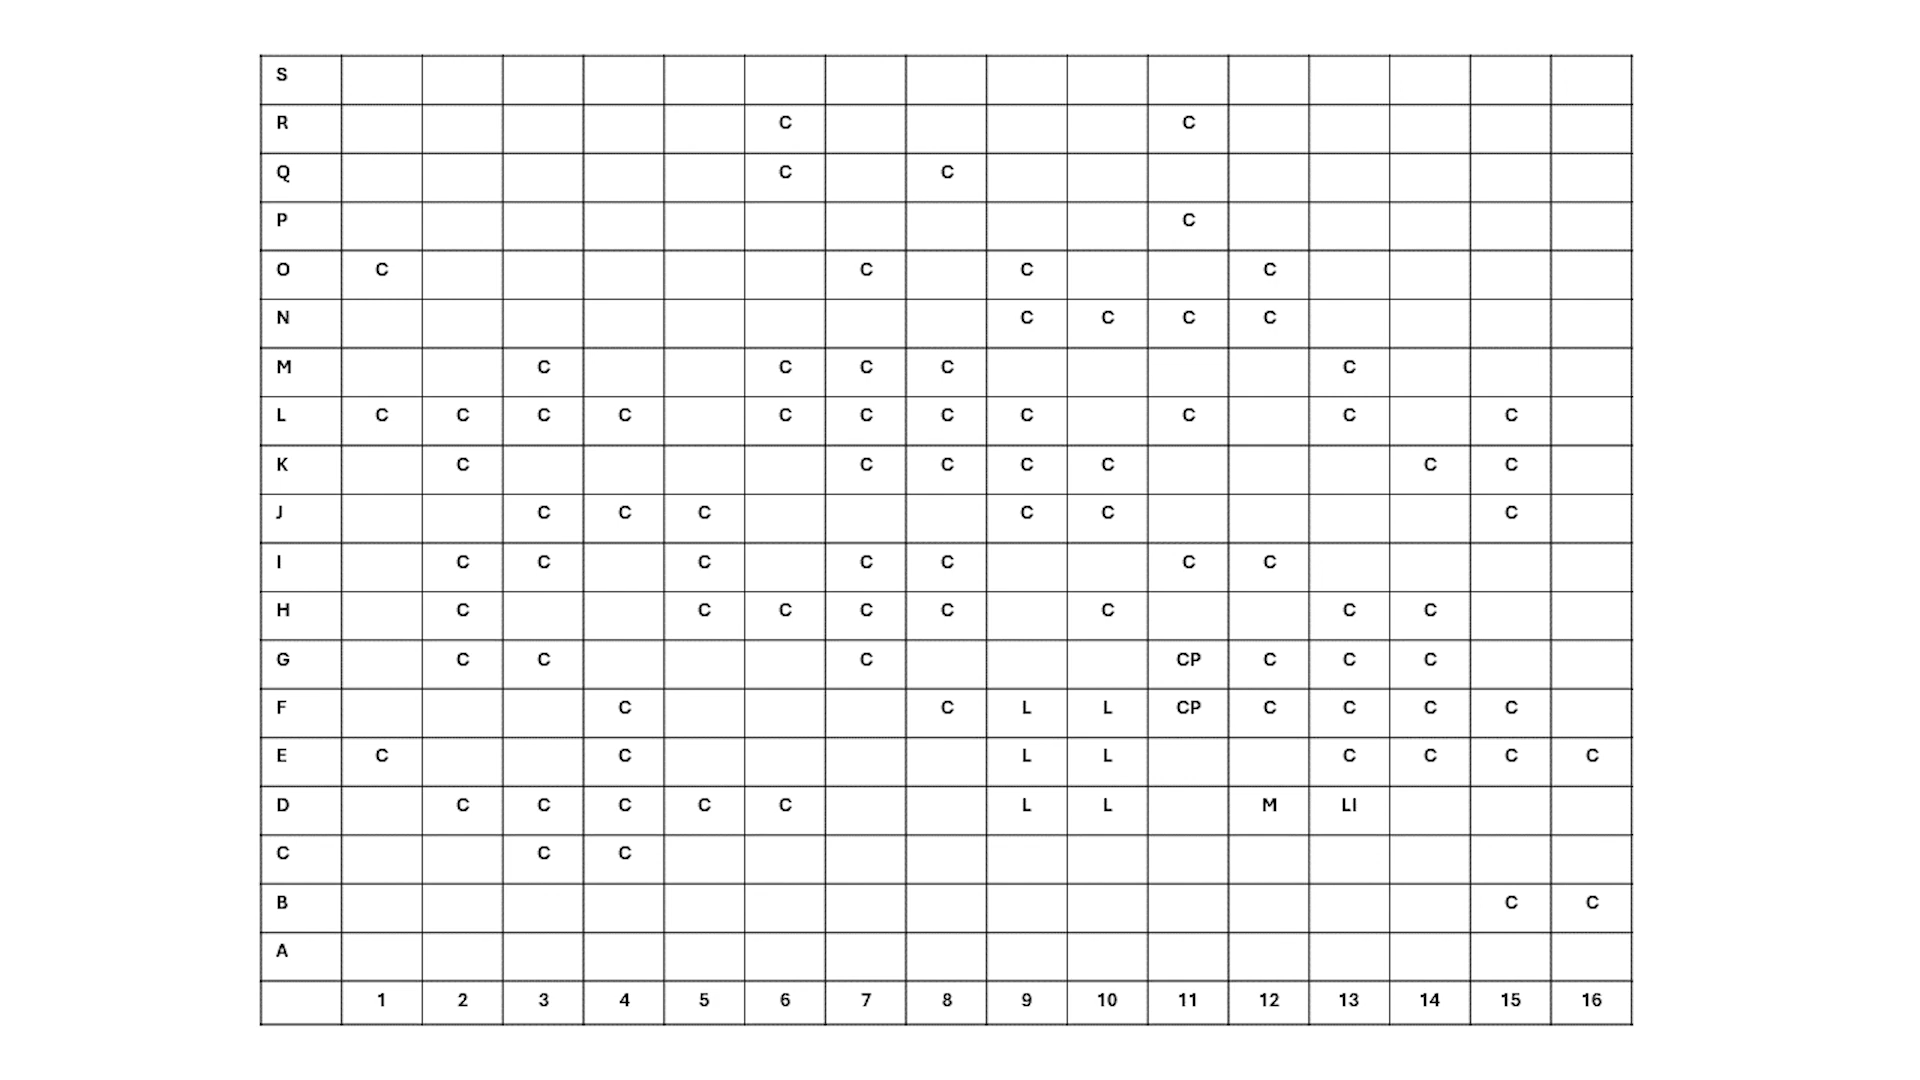 S
R C C
Q C C
P C
O C C C C
N C C C C
M C C C C C
L C C C C C C C C C C C
K C C C C C C C
J C C C C C C
I C C C C C C C
H C C C C C C C C
G C C C CP C C C
F C C L L CP C C C C
E C C L L C C C C
D C C C C C L L M LI
C C C
B C C
A
1 2 3 4 5 6 7 8 9 10 11 12 13 14 15 16